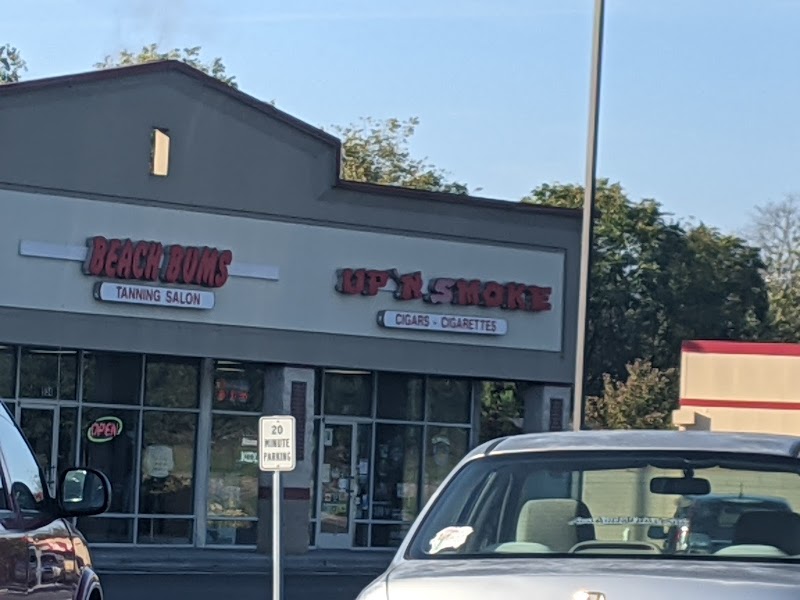 BEACH BUMS
TANNING SALON
UP 'N SMOKE
CIGARS - CIGARETTES
OPEN
20
MINUTE
PARKING